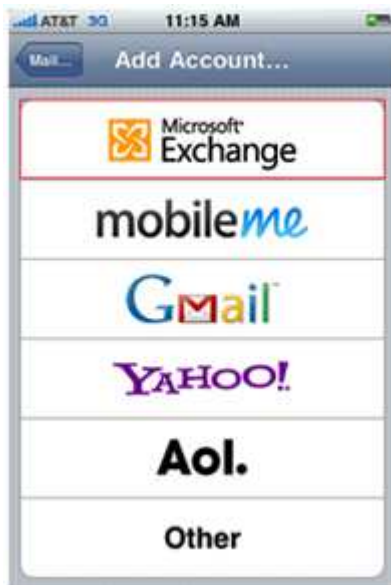 AT&T 3G 11:15 AM
Mail... Add Account...
Microsoft
Exchange
mobileme
Gmail
YAHOO!
Aol.
Other